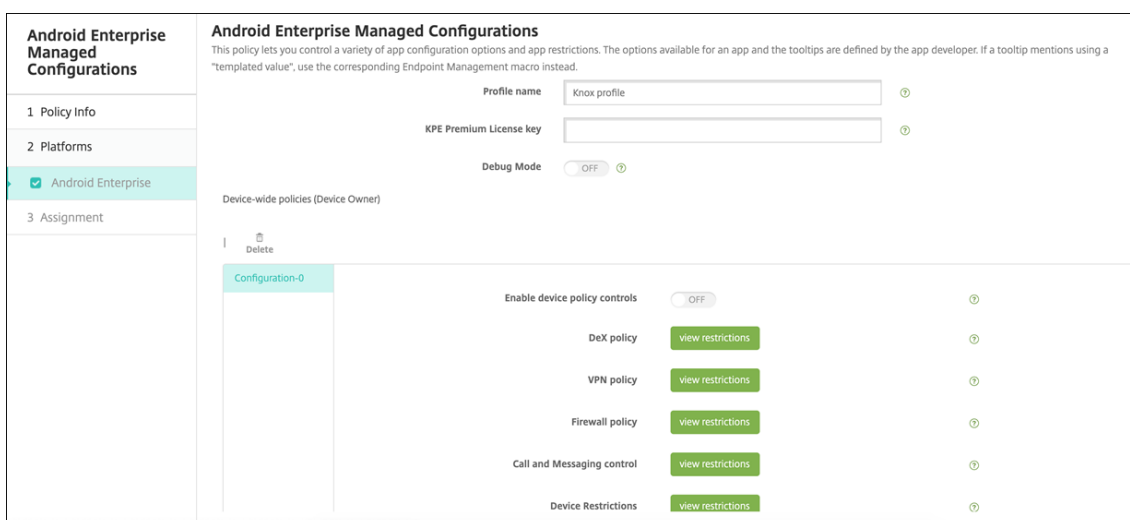 Android Enterprise
Managed
Configurations
1 Policy Info
2 Platforms
Android Enterprise
3 Assignment
Android Enterprise Managed Configurations
This policy lets you control a variety of app configuration options and app restrictions. The options available for an app and the tooltips are defined by the app developer. If a tooltip mentions using a
"templated value", use the corresponding Endpoint Management macro instead.
Profile name Knox profile ?
KPE Premium License key ?
Debug Mode OFF ?
Device-wide policies (Device Owner)
Delete
Configuration-0
Enable device policy controls OFF ?
DeX policy view restrictions ?
VPN policy view restrictions ?
Firewall policy view restrictions ?
Call and Messaging control view restrictions ?
Device Restrictions view restrictions ?